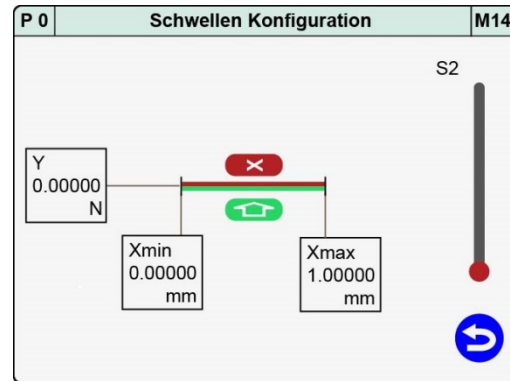 P 0 Schwellen Konfiguration M14
S2
Y
0.00000
N
Xmin
0.00000
mm
Xmax
1.00000
mm